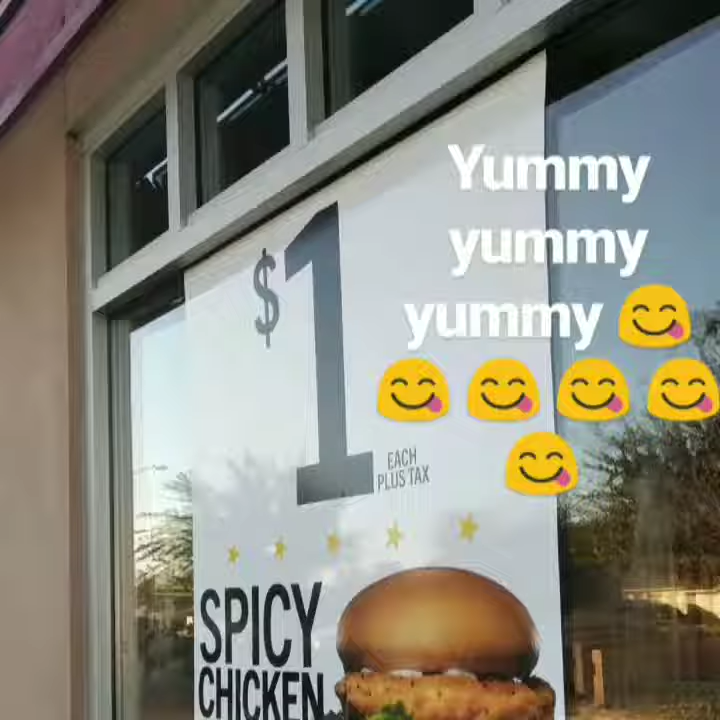 Yummy
yummy
yummy 😋
😋 😋 😋 😋
😋
$1
EACH
PLUS TAX
SPICY
CHICKEN